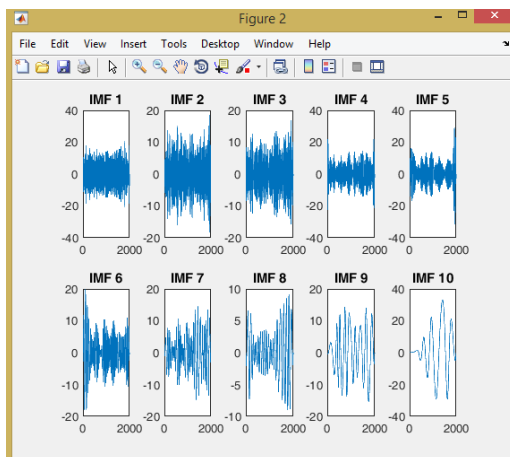 Figure 2
File Edit View Insert Tools Desktop Window Help
IMF 1 IMF 2 IMF 3 IMF 4 IMF 5
40 20 20 40 40
20 10 10 20 20
0 0 0 0 0
-20 -10 -10 -20 -20
-40 -20 -20 -40 -40
0 2000 0 2000 0 2000 0 2000 0 2000
IMF 6 IMF 7 IMF 8 IMF 9 IMF 10
20 20 10 20 40
10 10 5 10 20
0 0 0 0 0
-10 -10 -5 -10 -20
-20 -20 -10 -20 -40
0 2000 0 2000 0 2000 0 2000 0 2000